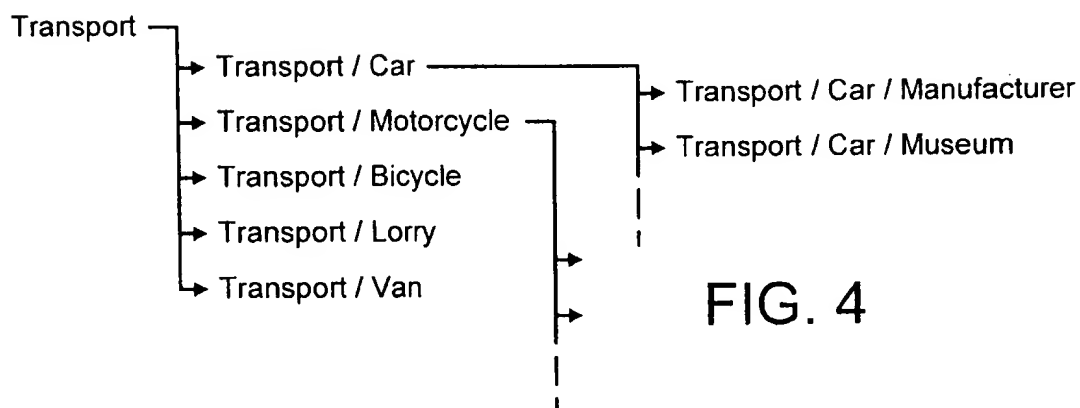 Transport
Transport / Car
Transport / Car / Manufacturer
Transport / Motorcycle
Transport / Car / Museum
Transport / Bicycle
Transport / Lorry
Transport / Van
FIG. 4